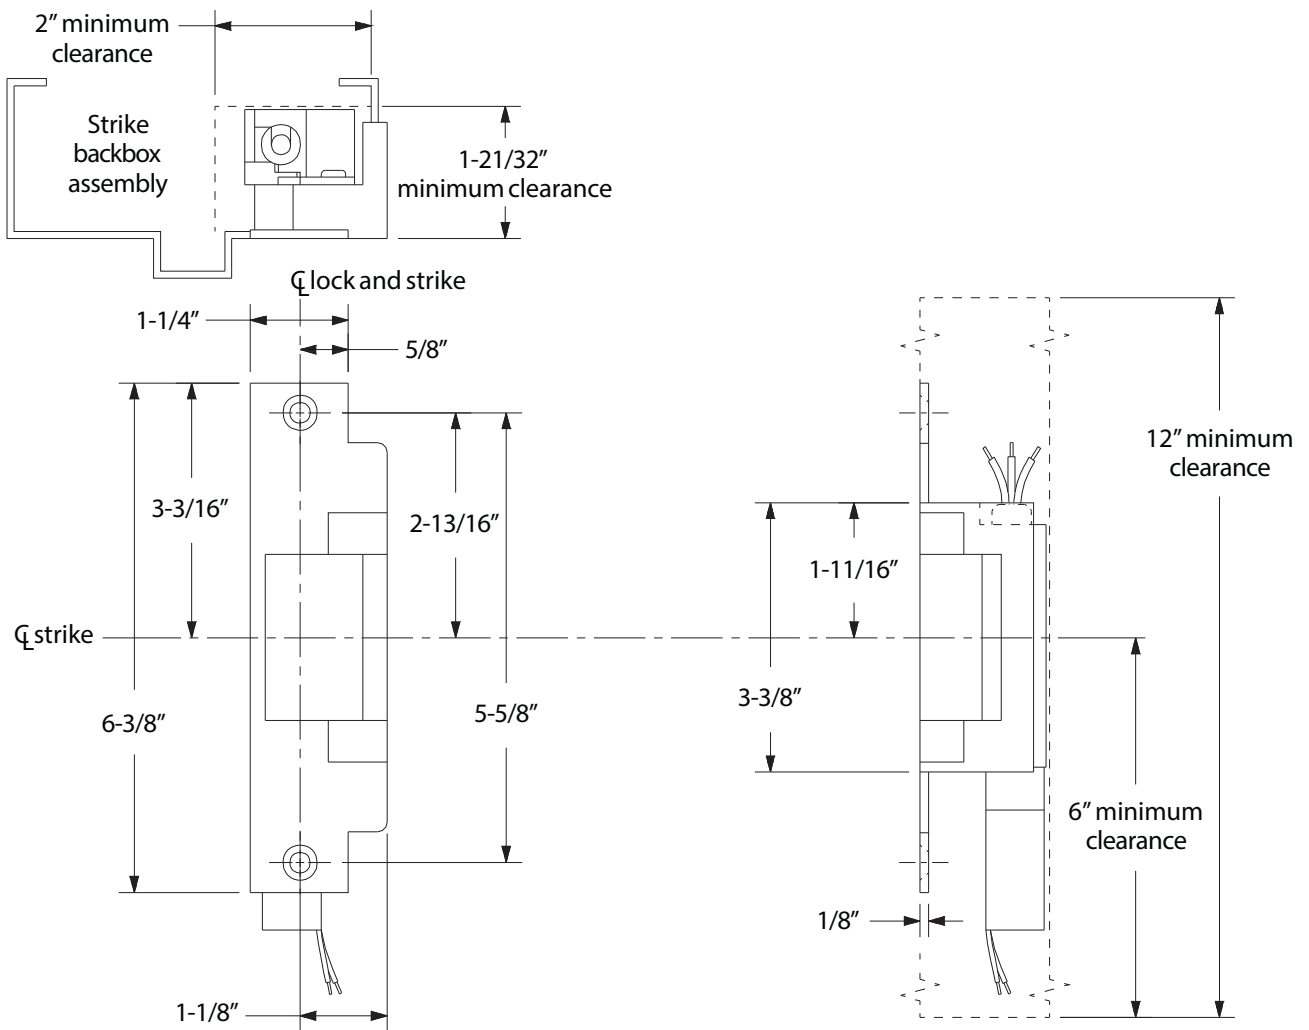 2” minimum
clearance
Strike
backbox
assembly
1-21/32”
minimum clearance
℄ lock and strike
1-1/4”
5/8”
12” minimum
clearance
3-3/16”
2-13/16”
1-11/16”
℄ strike
6-3/8”
5-5/8”
3-3/8”
6” minimum
clearance
1/8”
1-1/8”